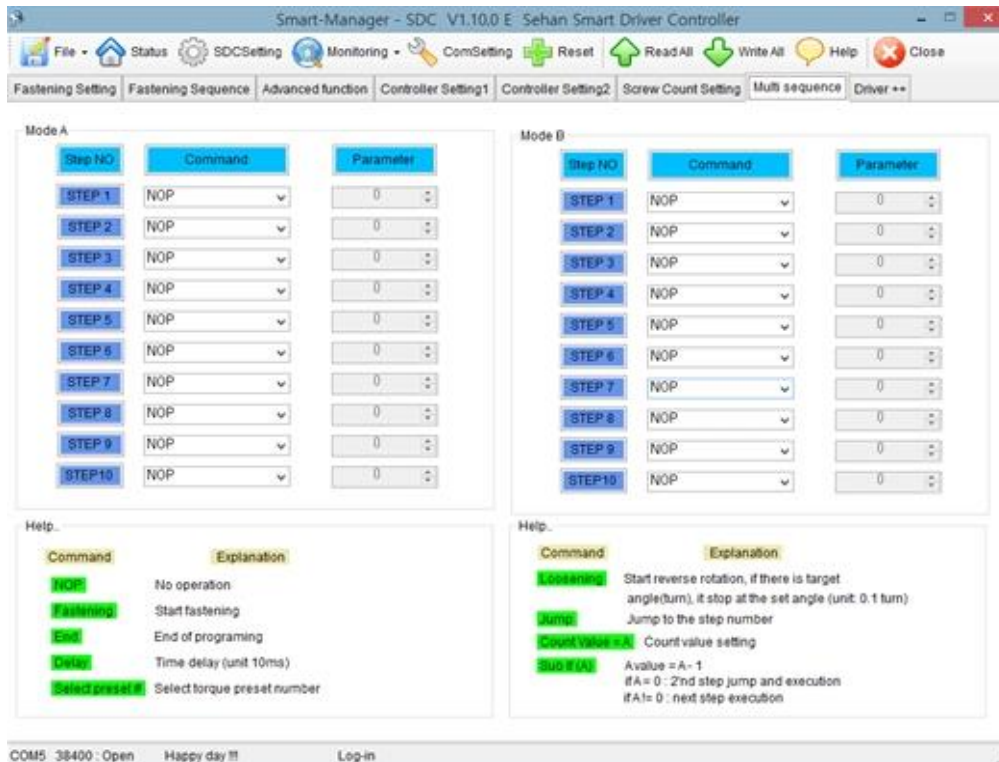 Smart-Manager - SDC V1.10.0 E Sehan Smart Driver Controller
File Status SDCSetting Monitoring ComSetting Reset Read All Write All Help Close
Fastening Setting Fastening Sequence Advanced function Controller Setting1 Controller Setting2 Screw Count Setting Multi sequence Driver ++
Mode A
Step NO Command Parameter
STEP 1 NOP 0
STEP 2 NOP 0
STEP 3 NOP 0
STEP 4 NOP 0
STEP 5 NOP 0
STEP 6 NOP 0
STEP 7 NOP 0
STEP 8 NOP 0
STEP 9 NOP 0
STEP10 NOP 0
Mode B
Step NO Command Parameter
STEP 1 NOP 0
STEP 2 NOP 0
STEP 3 NOP 0
STEP 4 NOP 0
STEP 5 NOP 0
STEP 6 NOP 0
STEP 7 NOP 0
STEP 8 NOP 0
STEP 9 NOP 0
STEP10 NOP 0
Help..
Command Explanation
NOP No operation
Fastening Start fastening
End End of programing
Delay Time delay (unit 10ms)
Select preset # Select torque preset number
Help..
Command Explanation
Loosening Start reverse rotation, if there is target
angle(turn), it stop at the set angle (unit: 0.1 turn)
Jump Jump to the step number
Count Value = A Count value setting
Sub If (A) A value = A - 1
if A = 0 : 2'nd step jump and execution
if A != 0 : next step execution
COM5 38400 : Open Happy day !!! Log-in